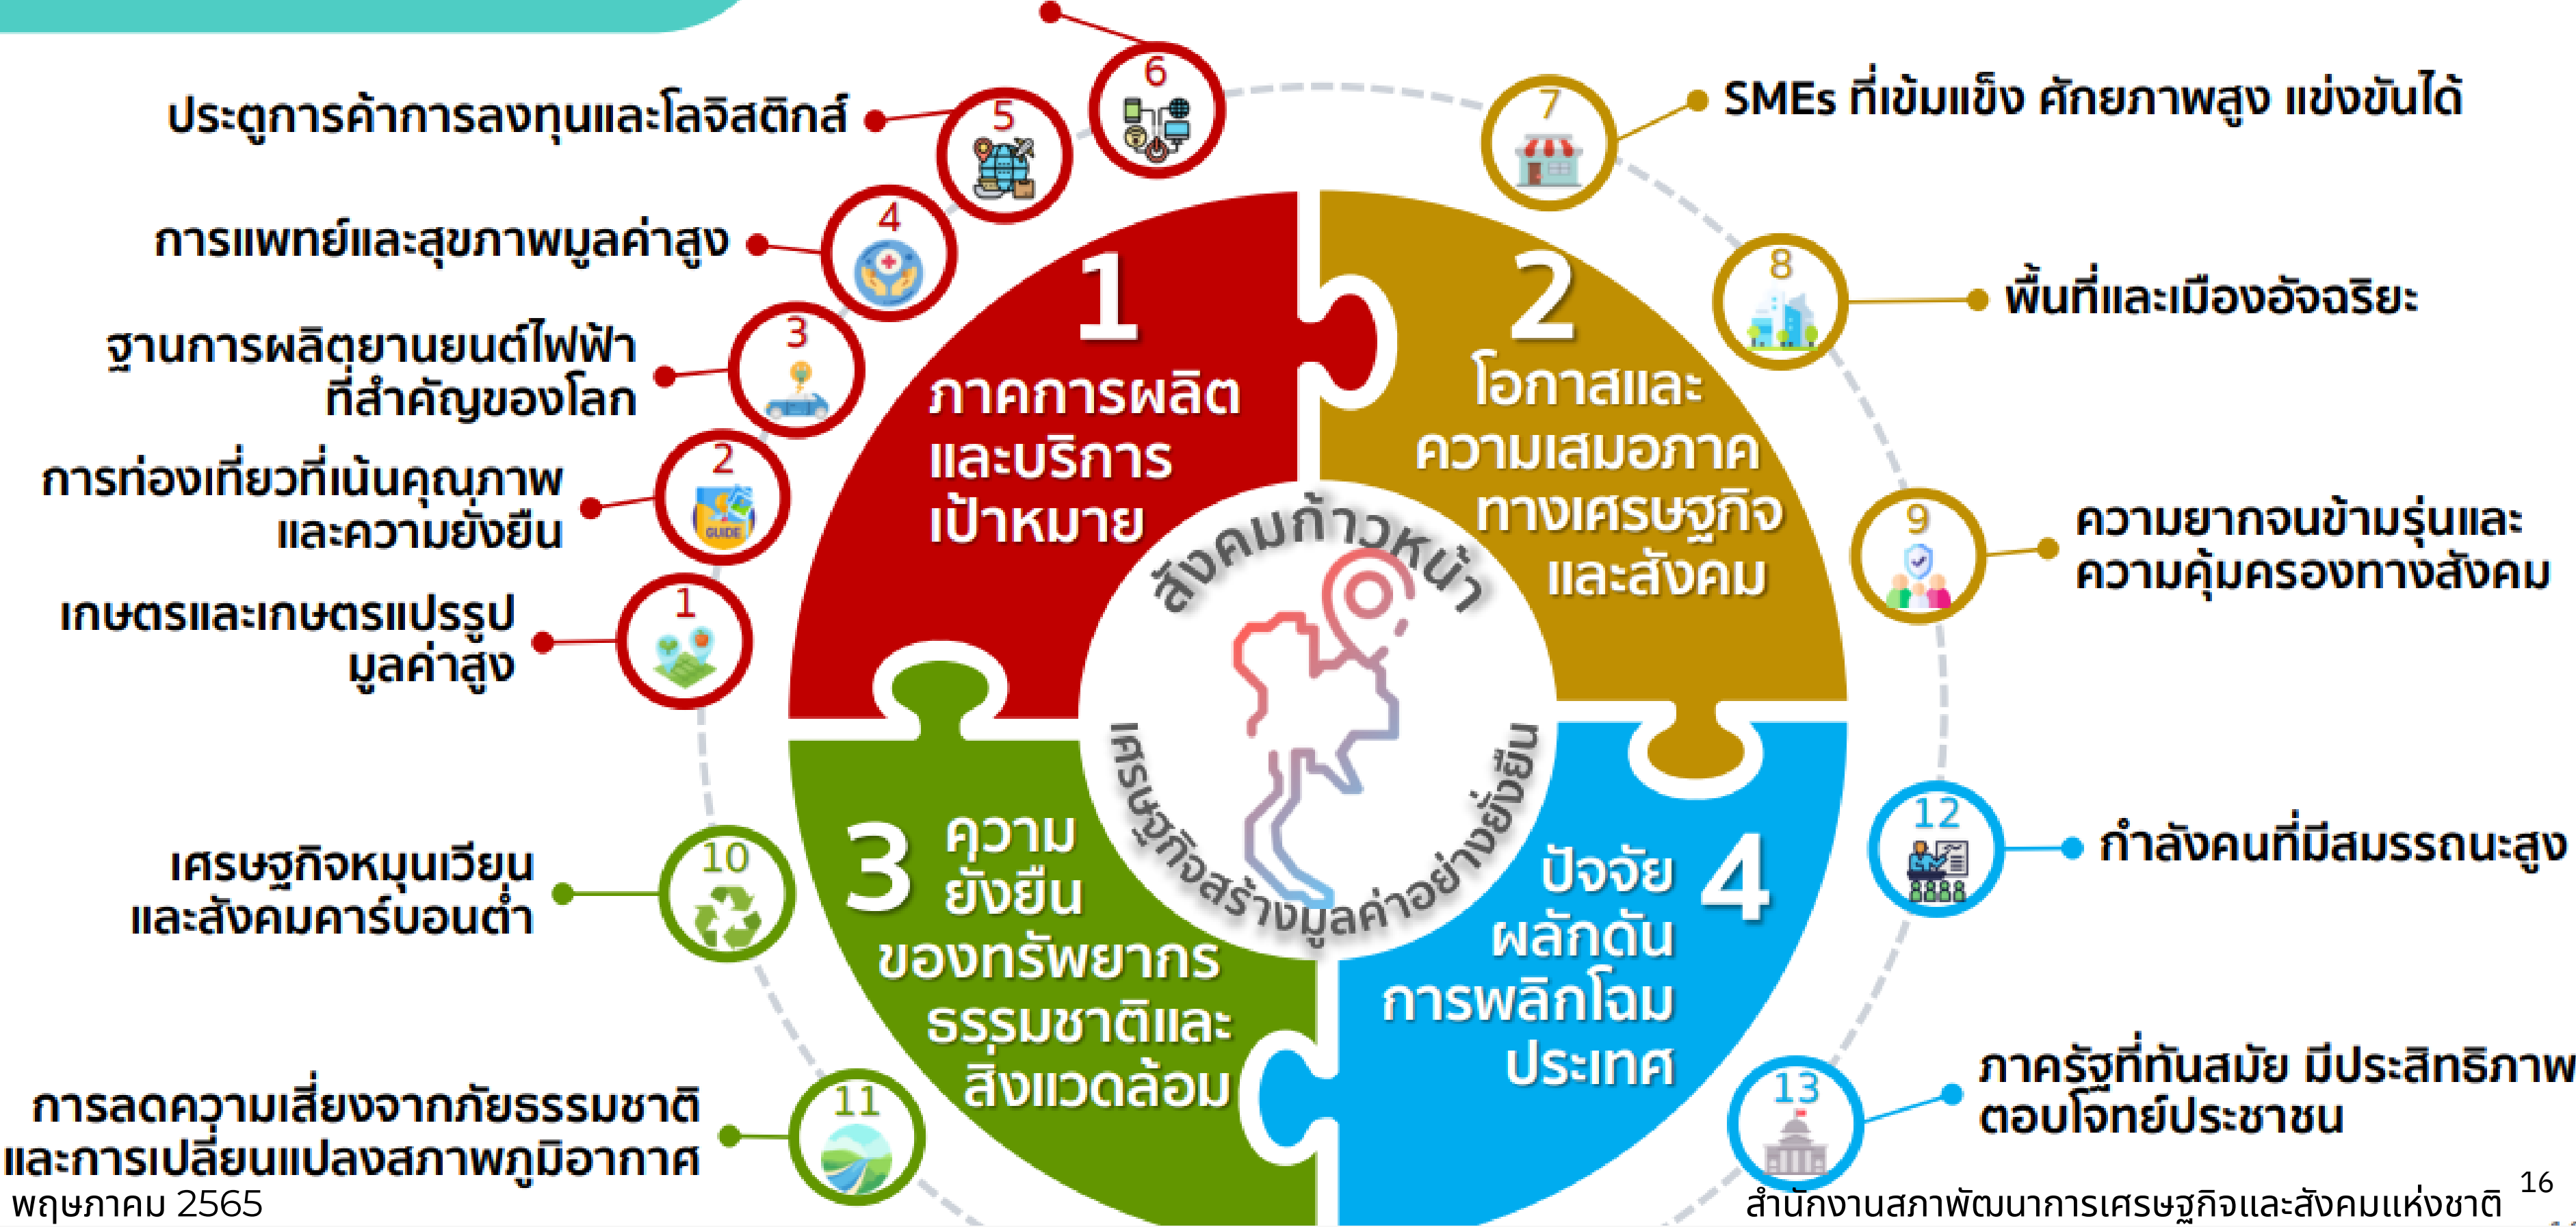 6
5
ประตูการค้าการลงทุนและโลจิสติกส์
4
การแพทย์และสุขภาพมูลค่าสูง
3
ฐานการผลิตยานยนต์ไฟฟ้า
ที่สำคัญของโลก
2
การท่องเที่ยวที่เน้นคุณภาพ
และความยั่งยืน
GUIDE
1
เกษตรและเกษตรแปรรูป
มูลค่าสูง
7
SMEs ที่เข้มแข็ง ศักยภาพสูง แข่งขันได้
8
พื้นที่และเมืองอัจฉริยะ
9
ความยากจนข้ามรุ่นและ
ความคุ้มครองทางสังคม
1
ภาคการผลิต
และบริการ
เป้าหมาย
2
โอกาสและ
ความเสมอภาค
ทางเศรษฐกิจ
และสังคม
สังคมก้าวหน้า
เศรษฐกิจสร้างมูลค่าอย่างยั่งยืน
3
ความ
ยั่งยืน
ของทรัพยากร
ธรรมชาติและ
สิ่งแวดล้อม
4
ปัจจัย
ผลักดัน
การพลิกโฉม
ประเทศ
10
เศรษฐกิจหมุนเวียน
และสังคมคาร์บอนต่ำ
11
การลดความเสี่ยงจากภัยธรรมชาติ
และการเปลี่ยนแปลงสภาพภูมิอากาศ
12
กำลังคนที่มีสมรรถนะสูง
13
ภาครัฐที่ทันสมัย มีประสิทธิภาพ
ตอบโจทย์ประชาชน
พฤษภาคม 2565
สำนักงานสภาพัฒนาการเศรษฐกิจและสังคมแห่งชาติ
16